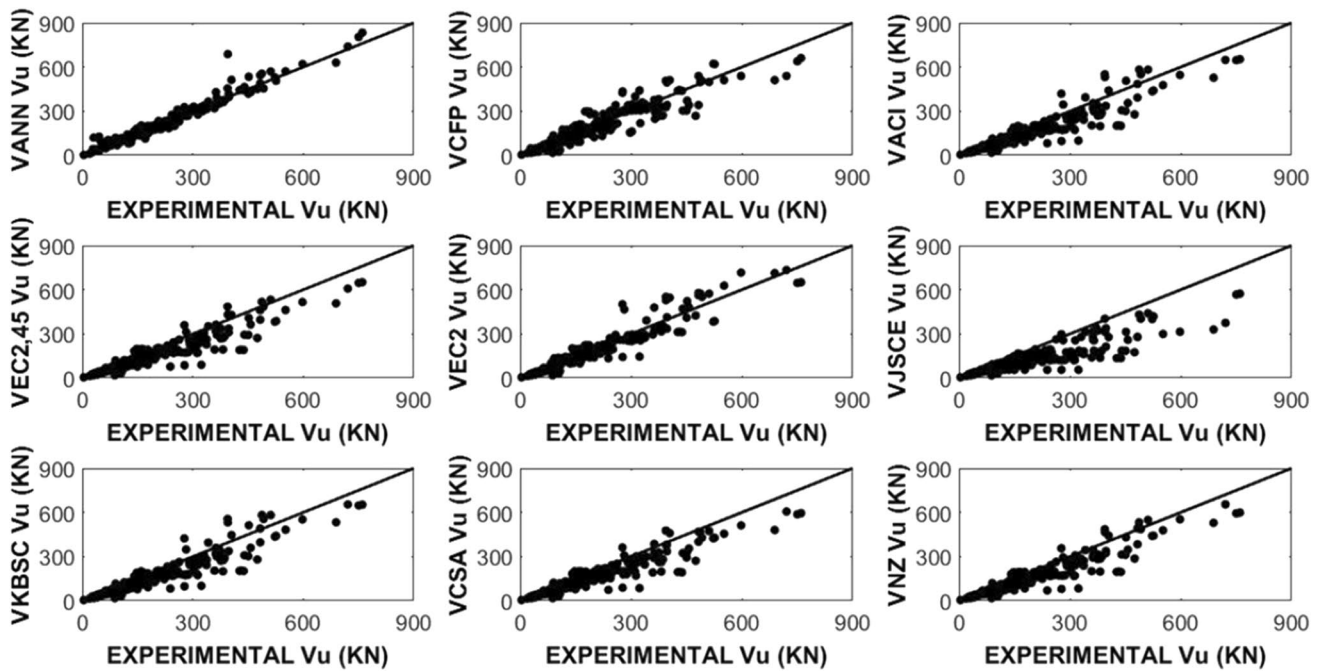 VANN Vu (KN)
900
600
300
0
0 300 600 900
EXPERIMENTAL Vu (KN)
VCFP Vu (KN)
900
600
300
0
0 300 600 900
EXPERIMENTAL Vu (KN)
VACI Vu (KN)
900
600
300
0
0 300 600 900
EXPERIMENTAL Vu (KN)
VEC2,45 Vu (KN)
900
600
300
0
0 300 600 900
EXPERIMENTAL Vu (KN)
VEC2 Vu (KN)
900
600
300
0
0 300 600 900
EXPERIMENTAL Vu (KN)
VJSCE Vu (KN)
900
600
300
0
0 300 600 900
EXPERIMENTAL Vu (KN)
VKBSC Vu (KN)
900
600
300
0
0 300 600 900
EXPERIMENTAL Vu (KN)
VCSA Vu (KN)
900
600
300
0
0 300 600 900
EXPERIMENTAL Vu (KN)
VNZ Vu (KN)
900
600
300
0
0 300 600 900
EXPERIMENTAL Vu (KN)